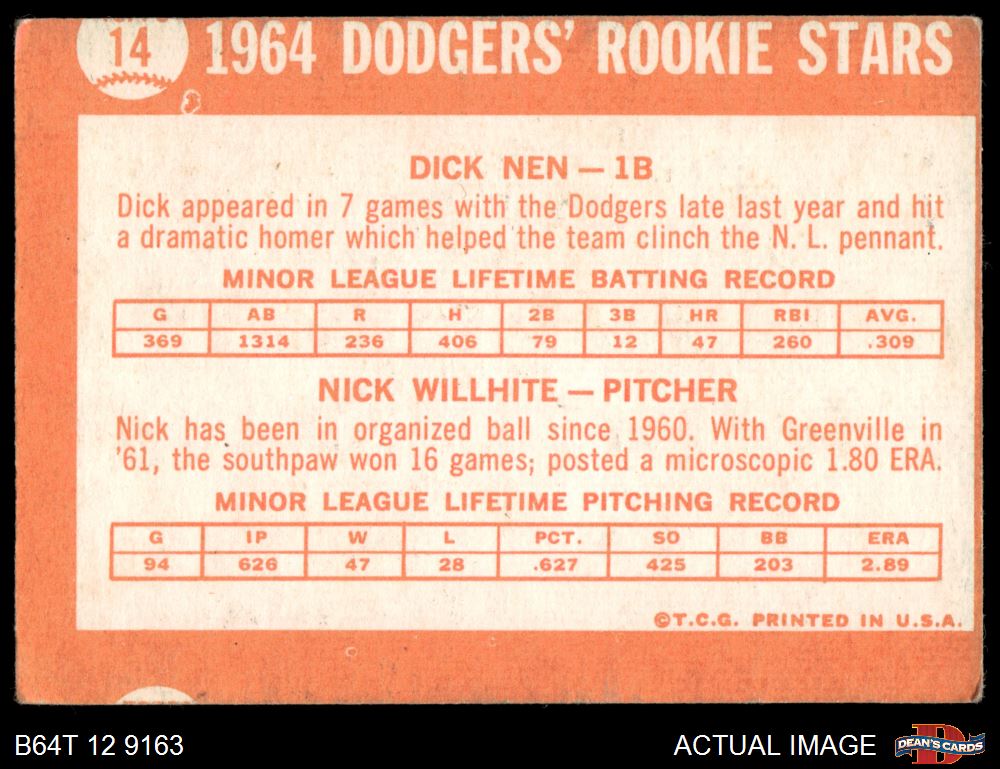 14 1964 DODGERS' ROOKIE STARS
DICK NEN — 1B
Dick appeared in 7 games with the Dodgers late last year and hit
a dramatic homer which helped the team clinch the N. L. pennant.
MINOR LEAGUE LIFETIME BATTING RECORD
G AB R H 2B 3B HR RBI AVG.
369 1314 236 406 79 12 47 260 .309
NICK WILLHITE — PITCHER
Nick has been in organized ball since 1960. With Greenville in
'61, the southpaw won 16 games; posted a microscopic 1.80 ERA.
MINOR LEAGUE LIFETIME PITCHING RECORD
G IP W L PCT. SO BB ERA
94 626 47 28 .627 425 203 2.89
©T.C.G. PRINTED IN U.S.A.
B64T 12 9163 ACTUAL IMAGE DEAN'S CARDS